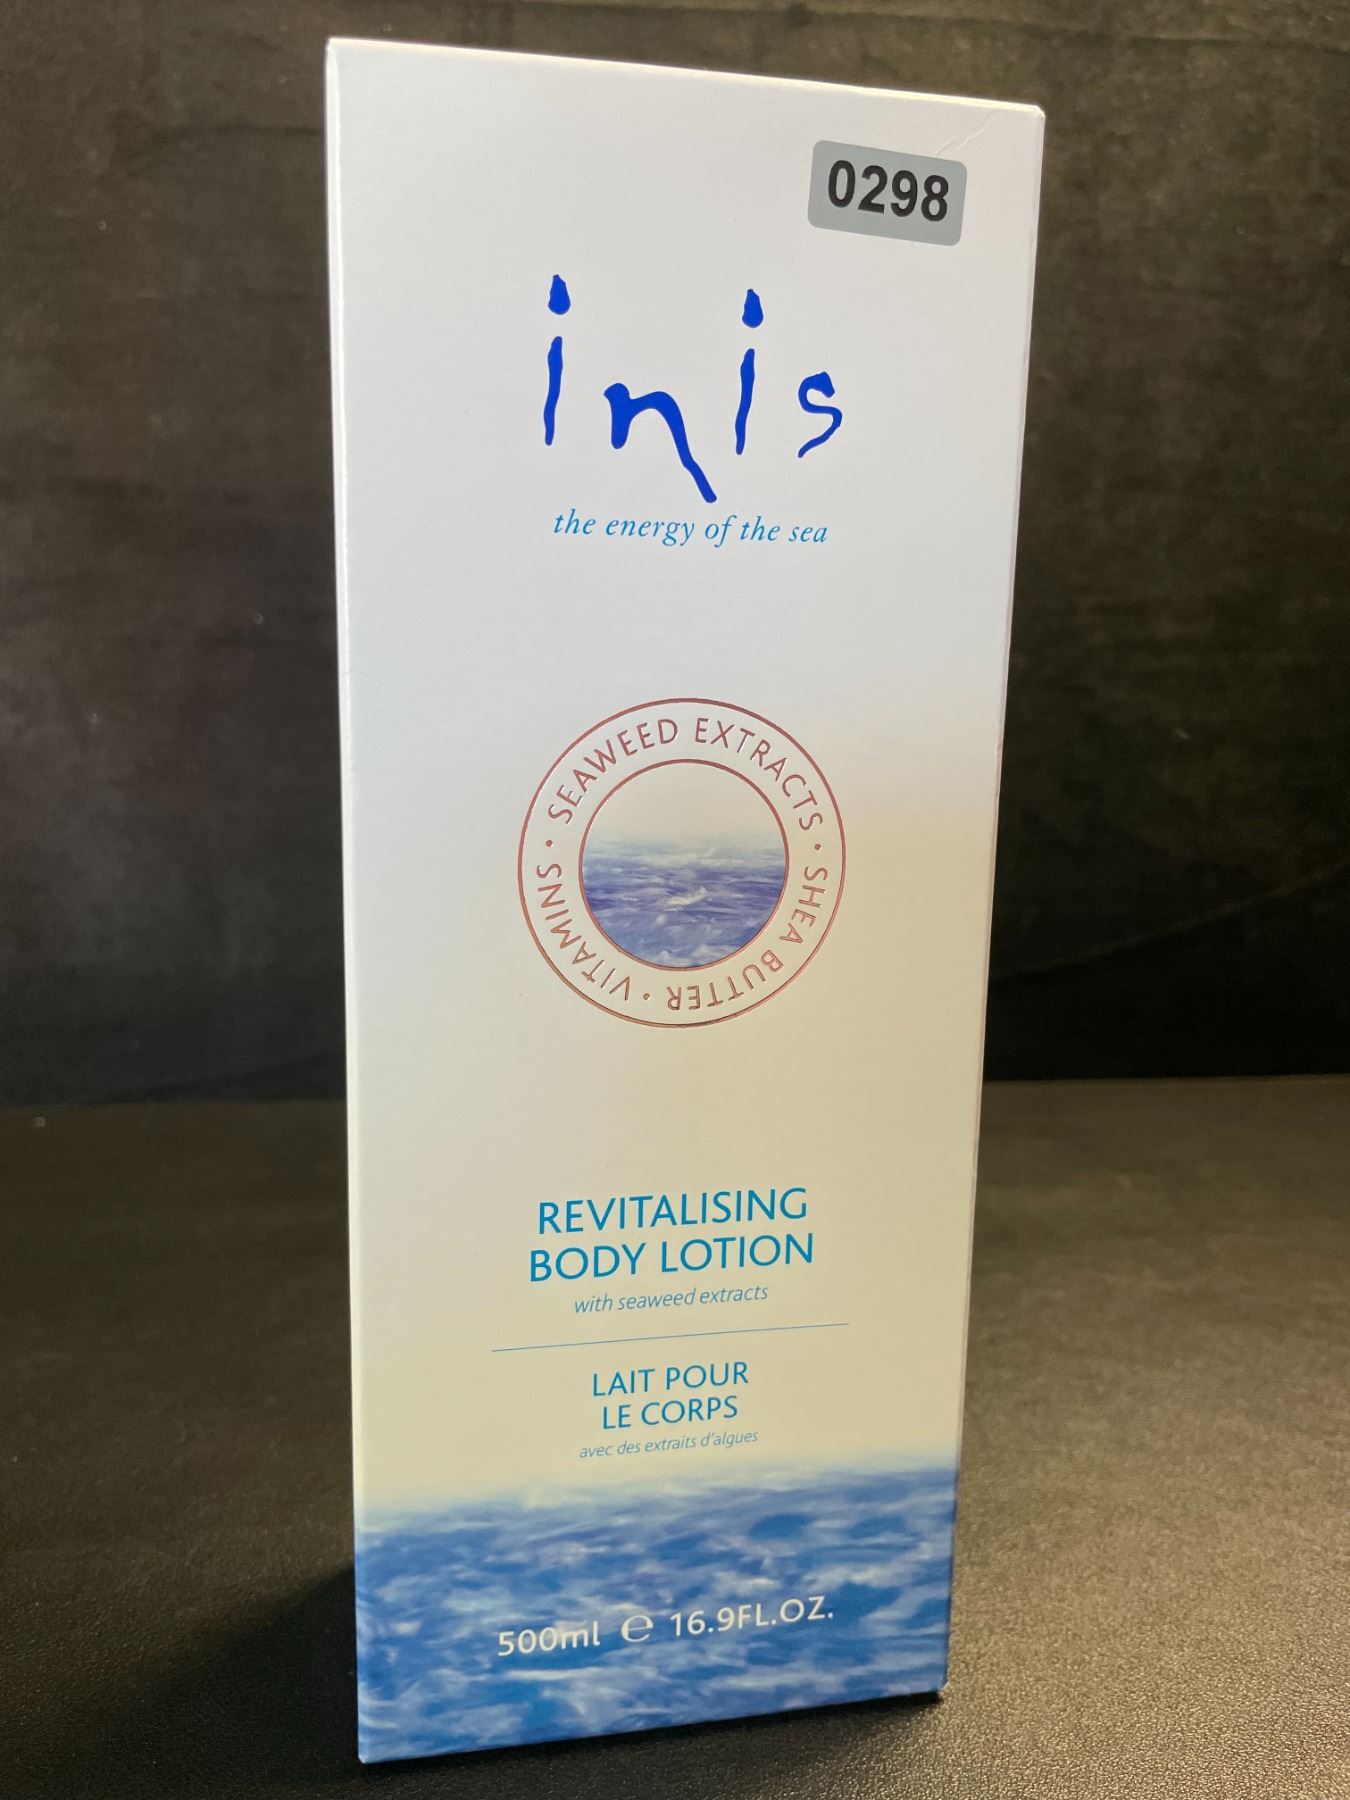 0298
inis
the energy of the sea
SEAWEED EXTRACTS · SHEA BUTTER · VITAMINS ·
REVITALISING
BODY LOTION
with seaweed extracts
LAIT POUR
LE CORPS
avec des extraits d'algues
500ml ℮ 16.9FL.OZ.